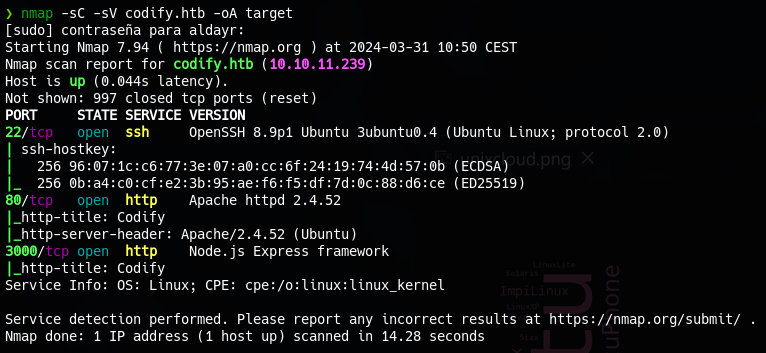 ❯ nmap -sC -sV codify.htb -oA target
[sudo] contraseña para aldayr:
Starting Nmap 7.94 ( https://nmap.org ) at 2024-03-31 10:50 CEST
Nmap scan report for codify.htb (10.10.11.239)
Host is up (0.044s latency).
Not shown: 997 closed tcp ports (reset)
PORT     STATE SERVICE VERSION
22/tcp   open  ssh     OpenSSH 8.9p1 Ubuntu 3ubuntu0.4 (Ubuntu Linux; protocol 2.0)
| ssh-hostkey:
|   256 96:07:1c:c6:77:3e:07:a0:cc:6f:24:19:74:4d:57:0b (ECDSA)
|_  256 0b:a4:c0:cf:e2:3b:95:ae:f6:f5:df:7d:0c:88:d6:ce (ED25519)
80/tcp   open  http    Apache httpd 2.4.52
|_http-title: Codify
|_http-server-header: Apache/2.4.52 (Ubuntu)
3000/tcp open  http    Node.js Express framework
|_http-title: Codify
Service Info: OS: Linux; CPE: cpe:/o:linux:linux_kernel
Service detection performed. Please report any incorrect results at https://nmap.org/submit/ .
Nmap done: 1 IP address (1 host up) scanned in 14.28 seconds
unixcloud.png
ImpiLinux